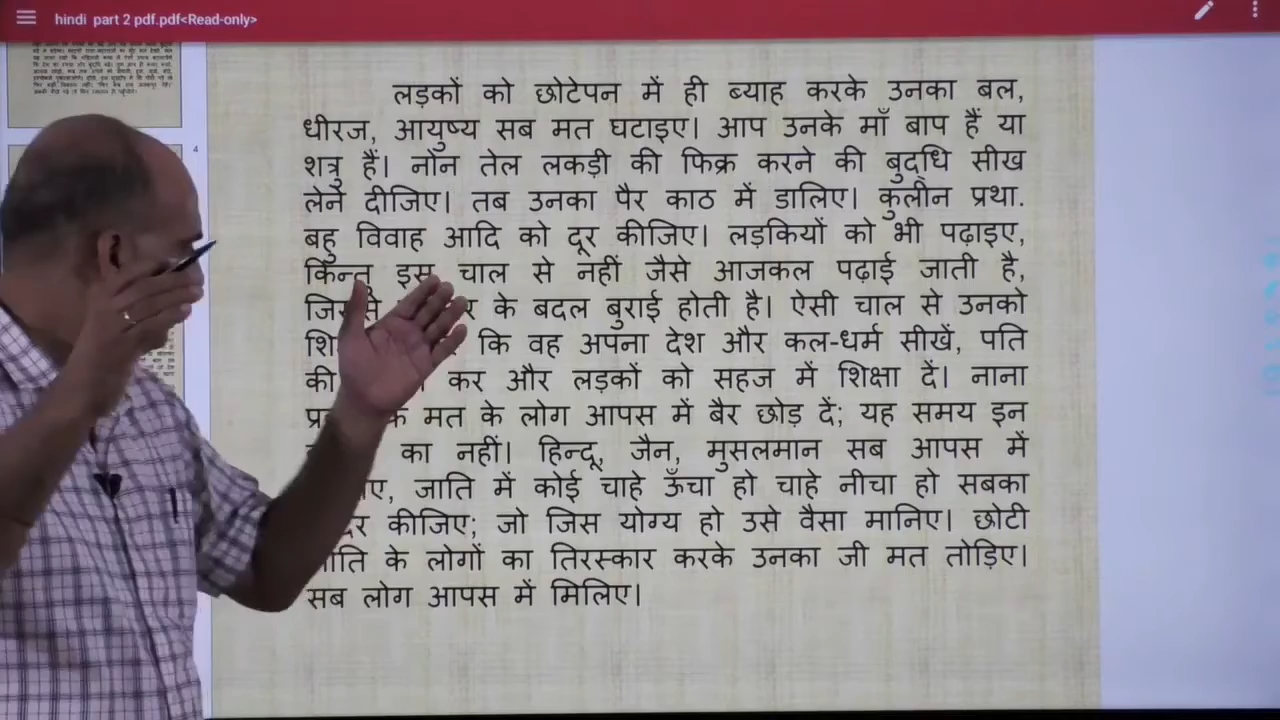 hindi part 2 pdf.pdf<Read-only>
4
लड़कों को छोटेपन में ही ब्याह करके उनका बल,
धीरज, आयुष्य सब मत घटाइए। आप उनके माँ बाप हैं या
शत्रु हैं। नोन तेल लकड़ी की फिक्र करने की बुद्धि सीख
लेने दीजिए। तब उनका पैर काठ में डालिए। कुलीन प्रथा.
बहु विवाह आदि को दूर कीजिए। लड़कियों को भी पढ़ाइए,
किन्तु इस चाल से नहीं जैसे आजकल पढ़ाई जाती है,
के बदल बुराई होती है। ऐसी चाल से उनको
कि वह अपना देश और कल-धर्म सीखें, पति
की कर और लड़कों को सहज में शिक्षा दें। नाना
मत के लोग आपस में बैर छोड़ दें; यह समय इन
का नहीं। हिन्दू, जैन, मुसलमान सब आपस में
जाति में कोई चाहे ऊँचा हो चाहे नीचा हो सबका
कीजिए; जो जिस योग्य हो उसे वैसा मानिए। छोटी
के लोगों का तिरस्कार करके उनका जी मत तोड़िए।
सब लोग आपस में मिलिए।